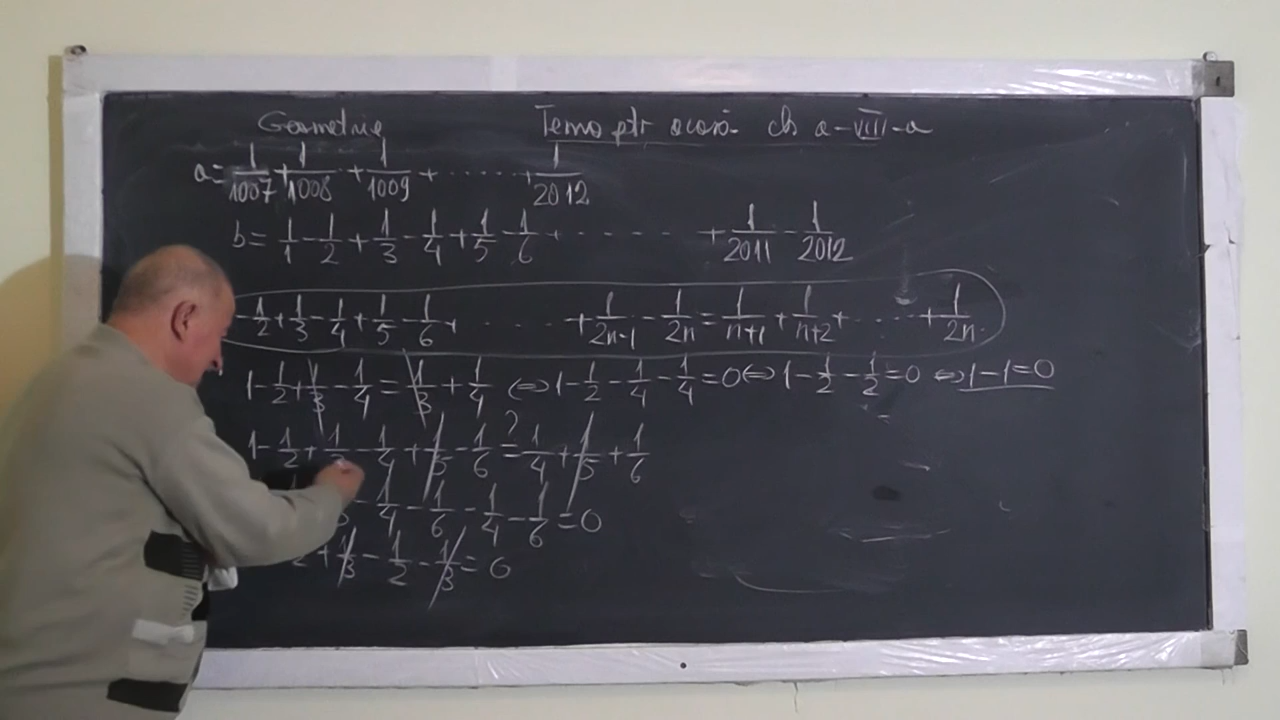 Geometrie Tema ptr acasă cls a-VIII-a
a=1/1007+1/1008+1/1009+......+1/2012
b=1/1-1/2+1/3-1/4+1/5-1/6+.......+1/2011-1/2012
-1/2+1/3-1/4+1/5-1/6+......+1/2n-1-1/2n=1/n+1+1/n+2+.....+1/2n.
1-1/2+1/3-1/4=1/3+1/4⇔1-1/2-1/4-1/4=0⇔1-1/2-1/2=0⇔1-1=0
1-1/2+1/3-1/4+1/5-1/6?=1/4+1/5+1/6
-1/4-1/6-1/4-1/6=0
+1/3-1/2-1/3=0